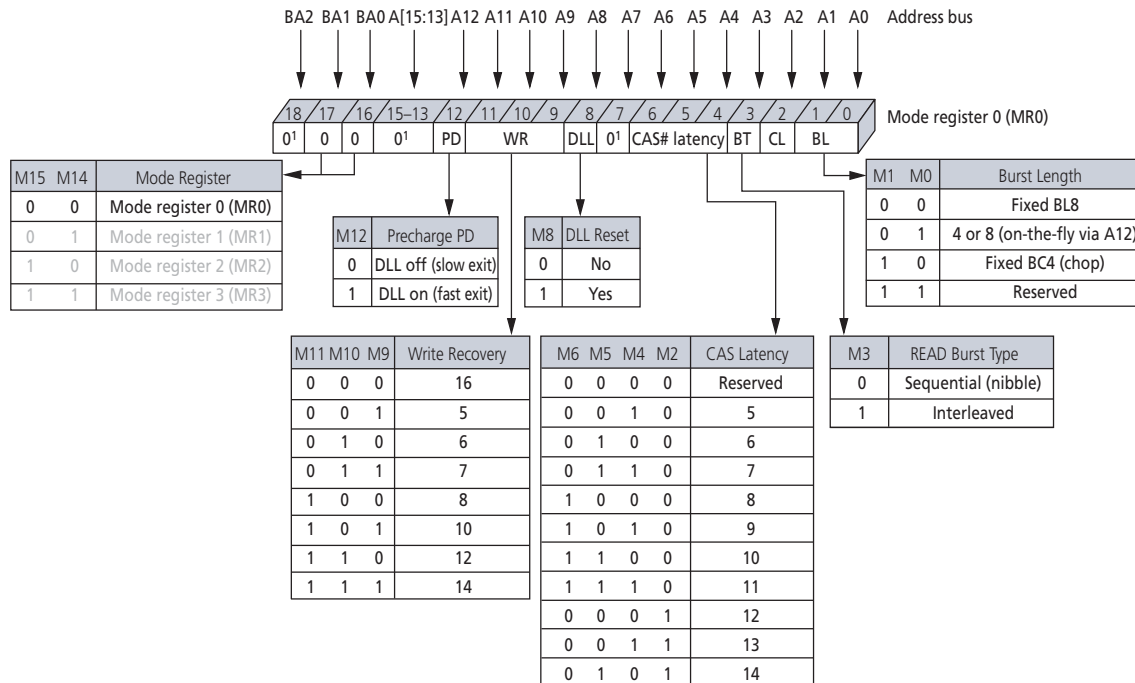 BA2 BA1 BA0 A[15:13] A12 A11 A10 A9 A8 A7 A6 A5 A4 A3 A2 A1 A0 Address bus
18 17 16 15–13 12 11 10 9 8 7 6 5 4 3 2 1 0 Mode register 0 (MR0)
0¹ 0 0 0¹ PD WR DLL 0¹ CAS# latency BT CL BL
M15 M14 Mode Register
0 0 Mode register 0 (MR0)
0 1 Mode register 1 (MR1)
1 0 Mode register 2 (MR2)
1 1 Mode register 3 (MR3)
M12 Precharge PD
0 DLL off (slow exit)
1 DLL on (fast exit)
M8 DLL Reset
0 No
1 Yes
M1 M0 Burst Length
0 0 Fixed BL8
0 1 4 or 8 (on-the-fly via A12)
1 0 Fixed BC4 (chop)
1 1 Reserved
M11 M10 M9 Write Recovery
0 0 0 16
0 0 1 5
0 1 0 6
0 1 1 7
1 0 0 8
1 0 1 10
1 1 0 12
1 1 1 14
M6 M5 M4 M2 CAS Latency
0 0 0 0 Reserved
0 0 1 0 5
0 1 0 0 6
0 1 1 0 7
1 0 0 0 8
1 0 1 0 9
1 1 0 0 10
1 1 1 0 11
0 0 0 1 12
0 0 1 1 13
0 1 0 1 14
M3 READ Burst Type
0 Sequential (nibble)
1 Interleaved